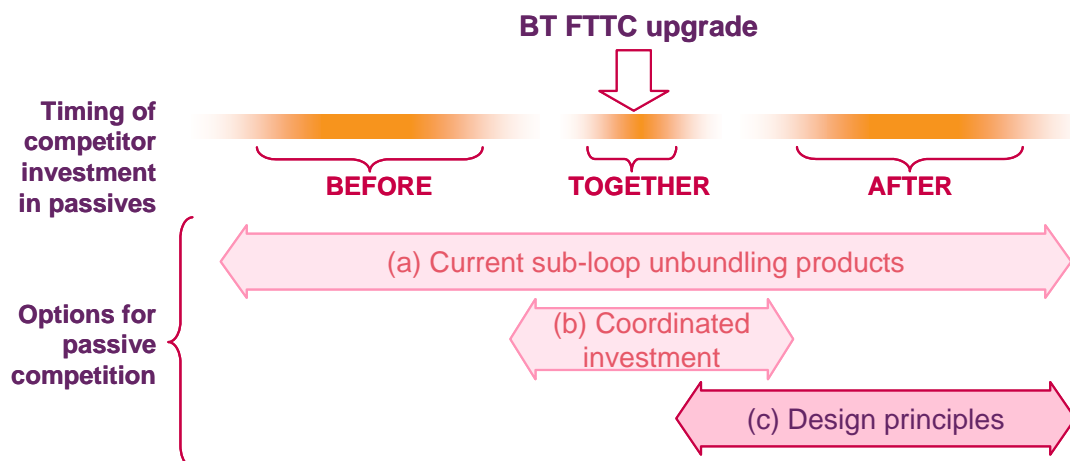 BT FTTC upgrade
Timing of
competitor
investment
in passives
BEFORE
TOGETHER
AFTER
(a) Current sub-loop unbundling products
Options for
passive
competition
(b) Coordinated
investment
(c) Design principles